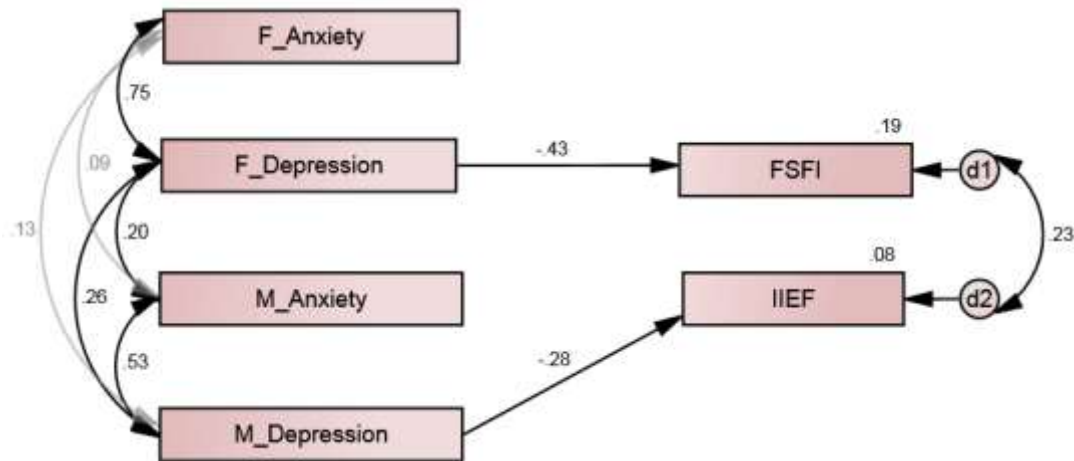 F_Anxiety
.75
.19
-.43
F_Depression
FSFI
d1
.09
.13
.20
.23
.08
.26
M_Anxiety
IIEF
d2
.53
-.28
M_Depression